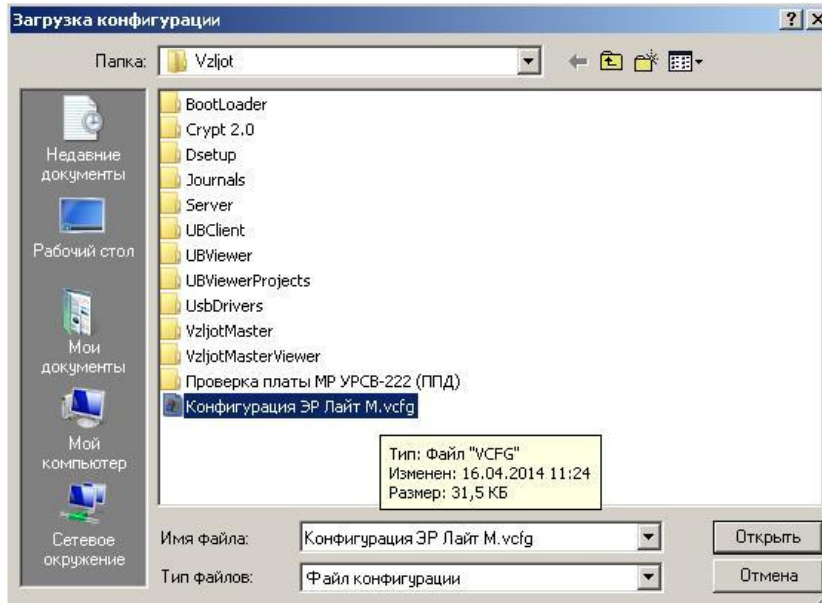 Загрузка конфигурации
Папка: Vzljot
Недавние документы
Рабочий стол
Мои документы
Мой компьютер
Сетевое окружение
BootLoader
Crypt 2.0
Dsetup
Journals
Server
UBClient
UBViewer
UBViewerProjects
UsbDrivers
VzljotMaster
VzljotMasterViewer
Проверка платы МР УРСВ-222 (ППД)
Конфигурация ЭР Лайт М.vcfg
Тип: Файл "VCFG"
Изменен: 16.04.2014 11:24
Размер: 31,5 КБ
Имя файла: Конфигурация ЭР Лайт М.vcfg Открыть
Тип файлов: Файл конфигурации Отмена